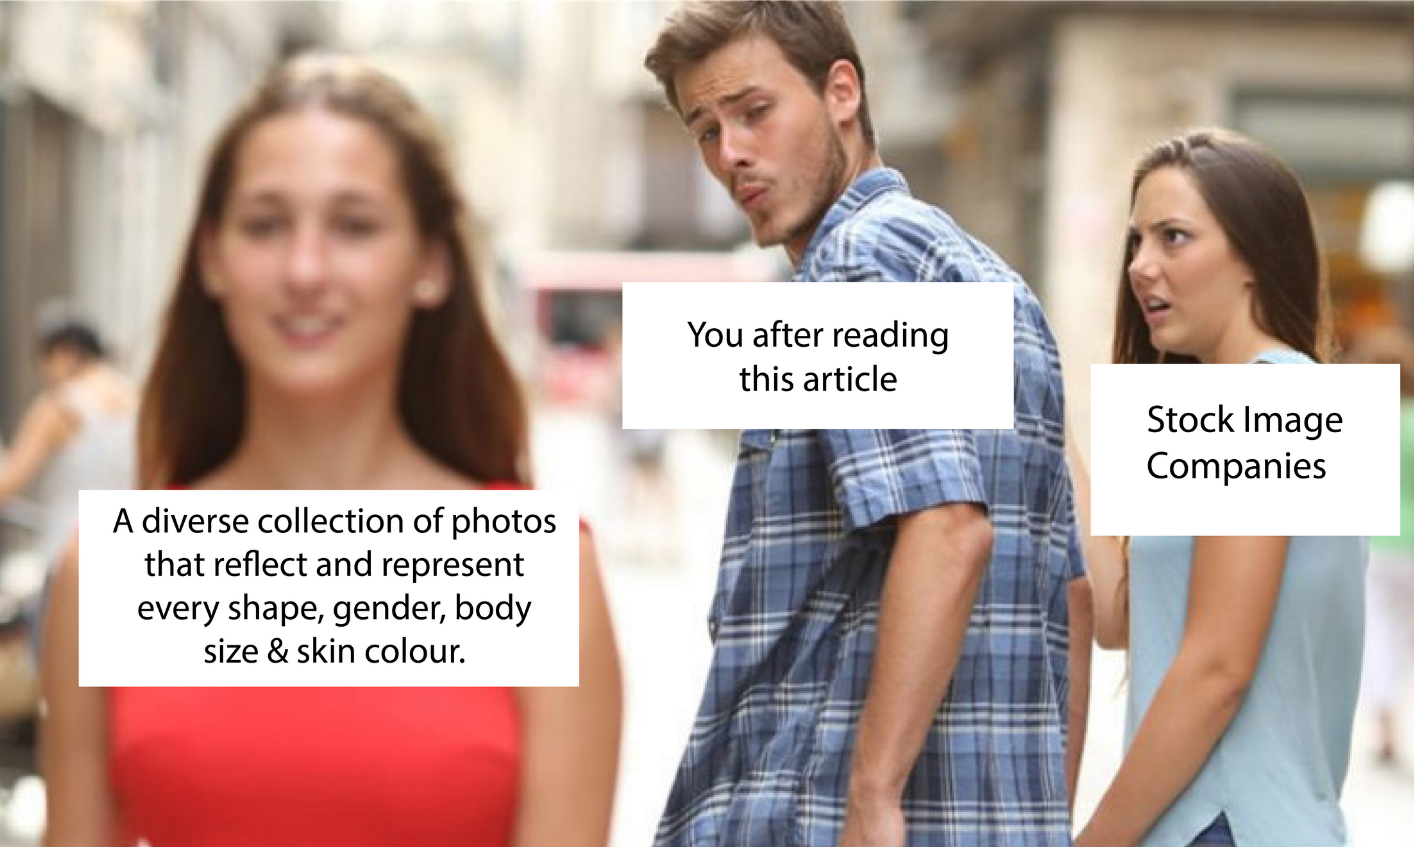 You after reading
this article
Stock Image
Companies
A diverse collection of photos
that reflect and represent
every shape, gender, body
size & skin colour.